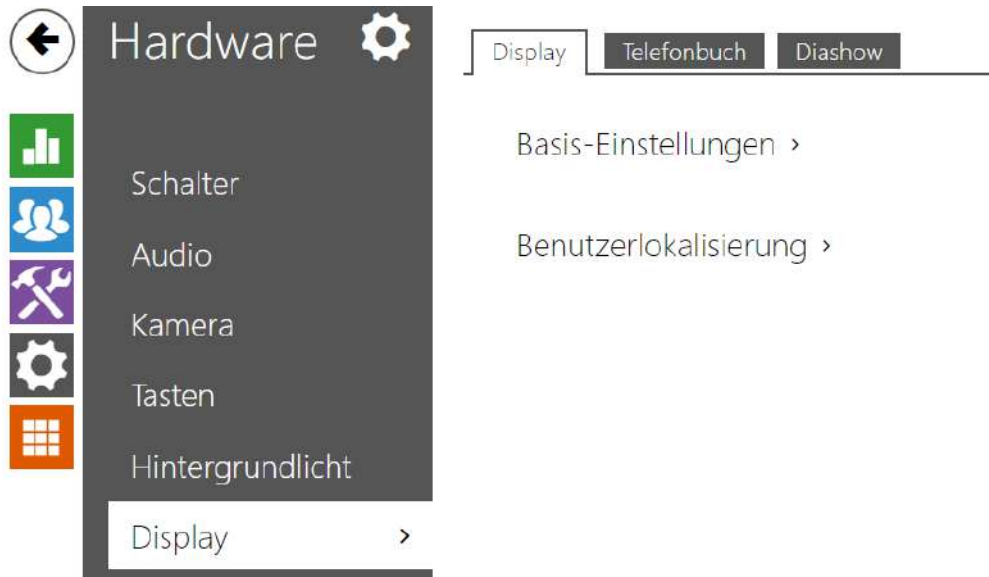 Hardware
Schalter
Audio
Kamera
Tasten
Hintergrundlicht
Display
Display
Telefonbuch
Diashow
Basis-Einstellungen
Benutzerlokalisierung